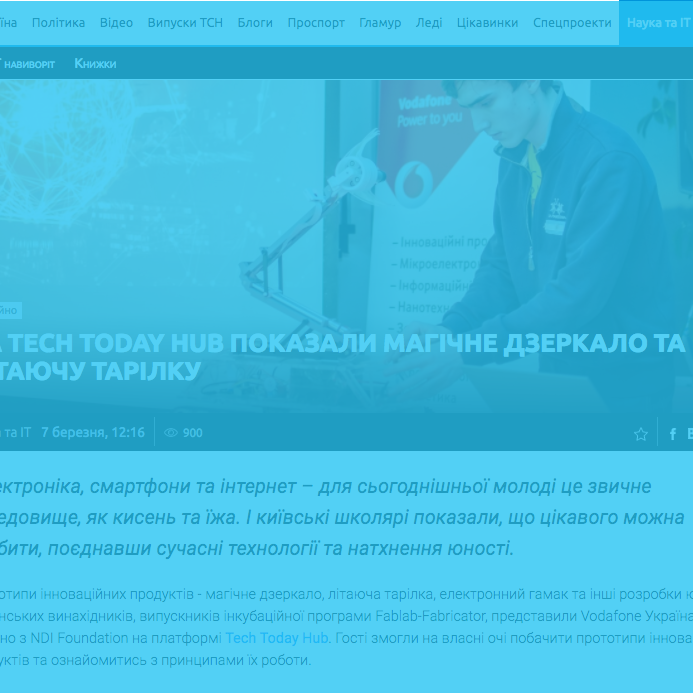 Політика Відео Випуски ТСН Блоги Проспорт Гламур Леді Цікавинки Спецпроекти Наука та IT
навиворіт Книжки
Vodafone
Power to you
– Інноваційні
– Мікроелектро
– Інформаційн
– Нанотехн
TECH TODAY HUB ПОКАЗАЛИ МАГІЧНЕ ДЗЕРКАЛО ТА
ТАЮЧУ ТАРІЛКУ
та IT 7 березня, 12:16 900
ектроніка, смартфони та інтернет – для сьогоднішньої молоді це звичне
едовище, як кисень та їжа. І київські школярі показали, що цікавого можна
бити, поєднавши сучасні технології та натхнення юності.
отипи інноваційних продуктів - магічне дзеркало, літаюча тарілка, електронний гамак та інші розробки
нських винахідників, випускників інкубаційної програми Fablab-Fabricator, представили Vodafone Україна
но з NDI Foundation на платформі Tech Today Hub. Гості змогли на власні очі побачити прототипи іннова
уктів та ознайомитись з принципами їх роботи.